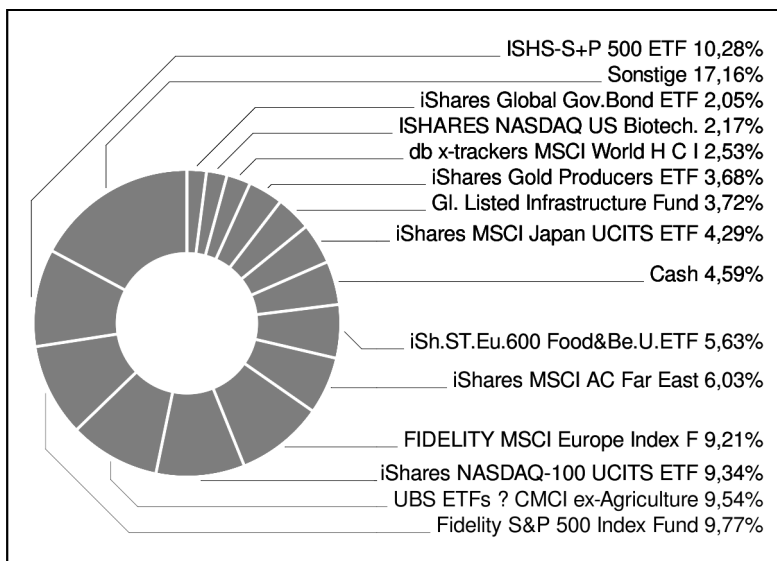 ISHS-S+P 500 ETF 10,28%
Sonstige 17,16%
iShares Global Gov.Bond ETF 2,05%
ISHARES NASDAQ US Biotech. 2,17%
db x-trackers MSCI World H C I 2,53%
iShares Gold Producers ETF 3,68%
Gl. Listed Infrastructure Fund 3,72%
iShares MSCI Japan UCITS ETF 4,29%
Cash 4,59%
iSh.ST.Eu.600 Food&Be.U.ETF 5,63%
iShares MSCI AC Far East 6,03%
FIDELITY MSCI Europe Index F 9,21%
iShares NASDAQ-100 UCITS ETF 9,34%
UBS ETFs ? CMCI ex-Agriculture 9,54%
Fidelity S&P 500 Index Fund 9,77%